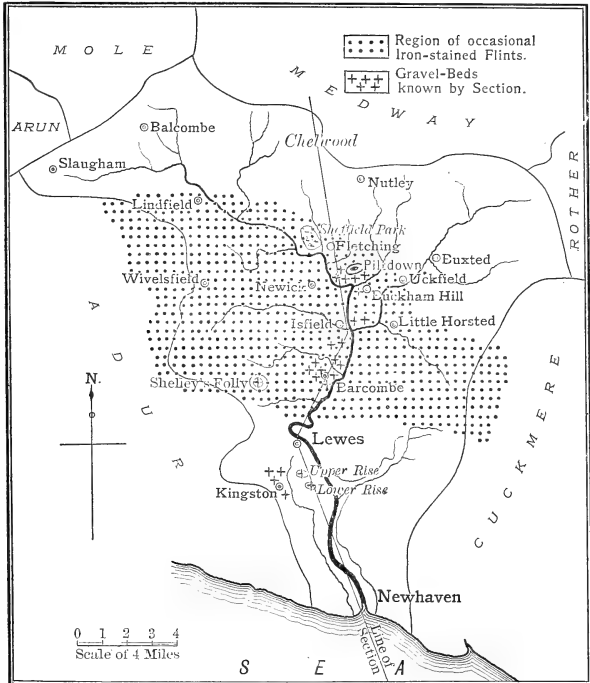 MOLE
Region of occasional
Iron-stained Flints.
Gravel-Beds
known by Section.
MEDWAY
ARUN
Balcombe
Chelwood
Slaugham
Nutley
ROTHER
Lindfield
Sheffield Park
Fletching
Euxted
Piltdown
Uckfield
Wivelsfield
Newick
Buckham Hill
ADUR
Isfield
Little Horsted
Shelley's Folly
Barcombe
N.
CUCKMERE
Lewes
Upper Rise
Kingston
Lower Rise
Newhaven
0 1 2 3 4
Scale of 4 Miles
Line of
Section
SEA